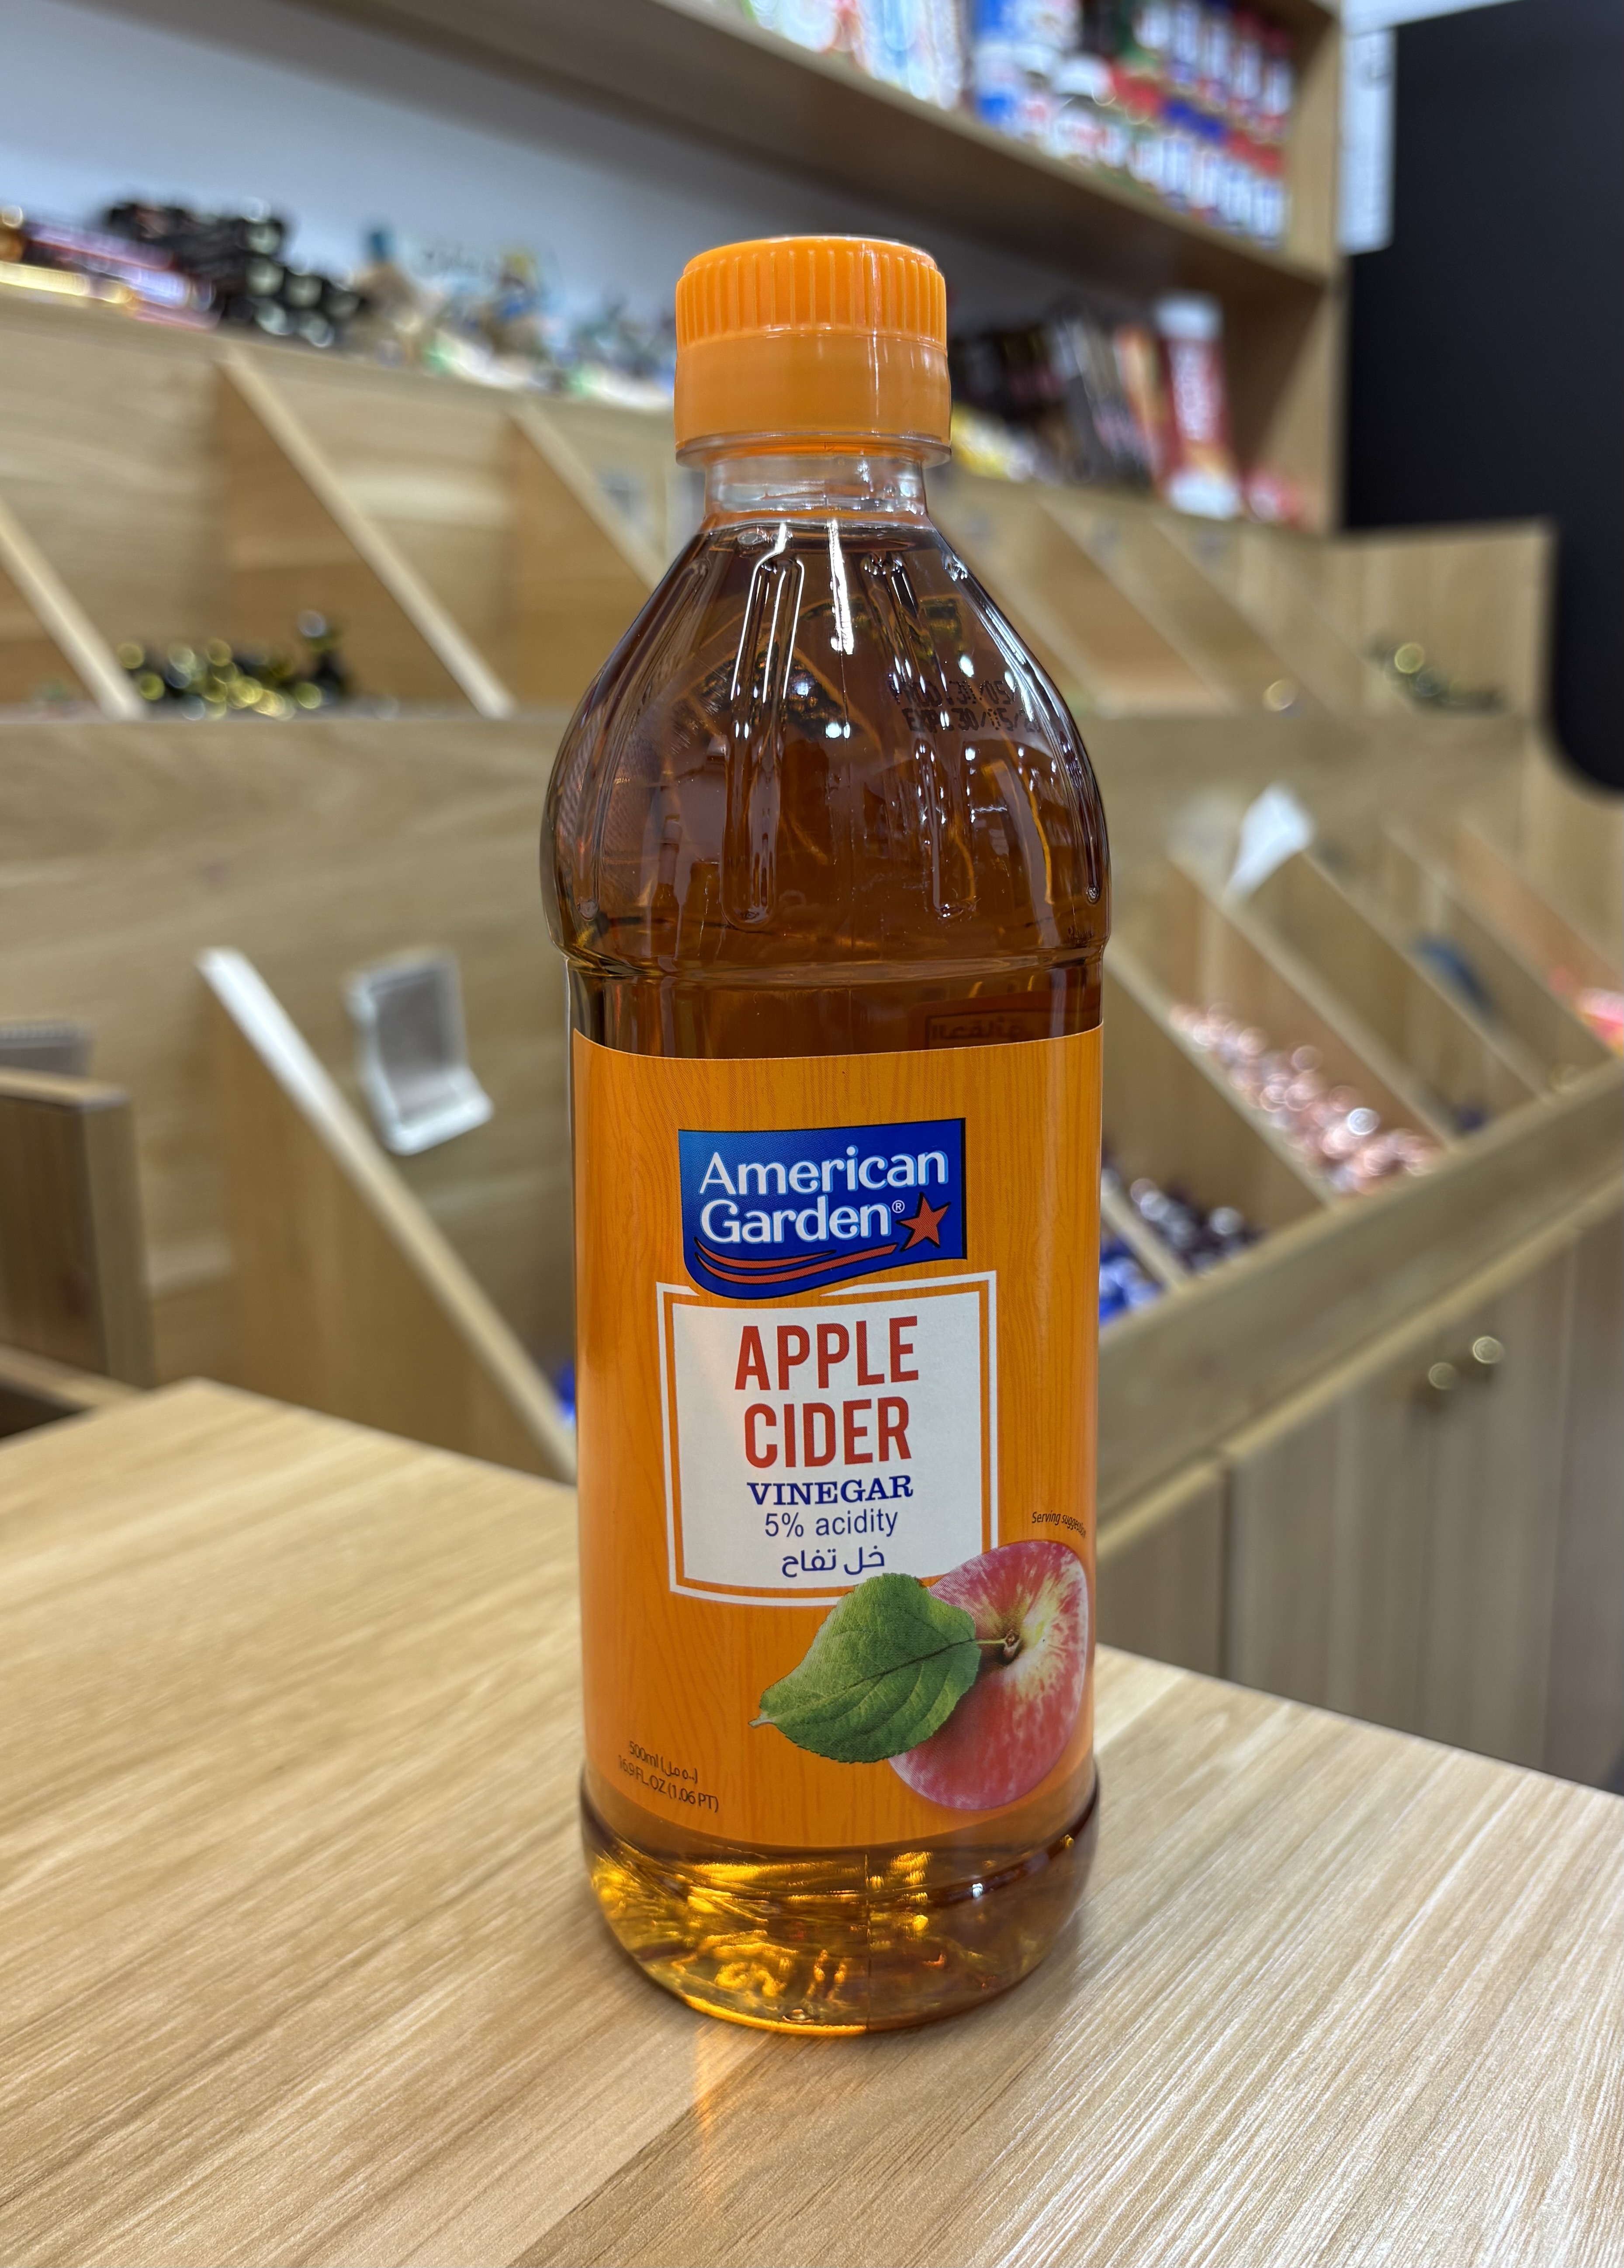 American
Garden®
APPLE
CIDER
VINEGAR
5% acidity
خل تفاح
Serving suggestion
500ml (٥٠٠مل)
16.9 FL.OZ (1.06 PT)